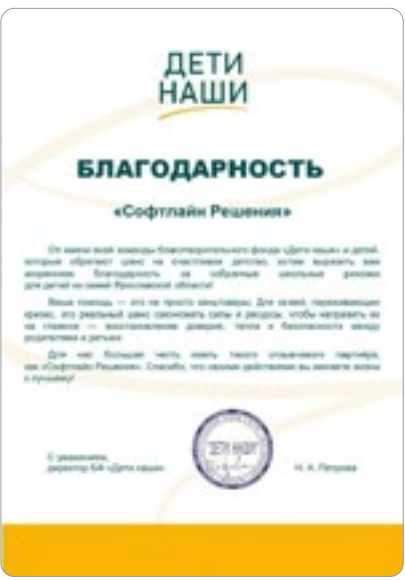 ДЕТИ
НАШИ
БЛАГОДАРНОСТЬ
«Софтлайн Решения»
От имени всей команды благотворительного фонда «Дети наши» и детей,
которые обретают шанс на счастливое детство, хотим выразить вам
искреннюю благодарность за собранные школьные рюкзаки
для детей из семей Ярославской области!
Ваша помощь — это не просто канцтовары. Для семей, переживающих
кризис, это реальный шанс сэкономить силы и ресурсы, чтобы направить их
на главное — восстановление доверия, тепла и безопасности между
родителями и детьми.
Для нас большая честь иметь такого отзывчивого партнёра,
как «Софтлайн Решения». Спасибо, что своими действиями вы меняете жизни
к лучшему!
ДЕТИ НАШИ
С уважением,
директор БФ «Дети наши»
Н. А. Петрова